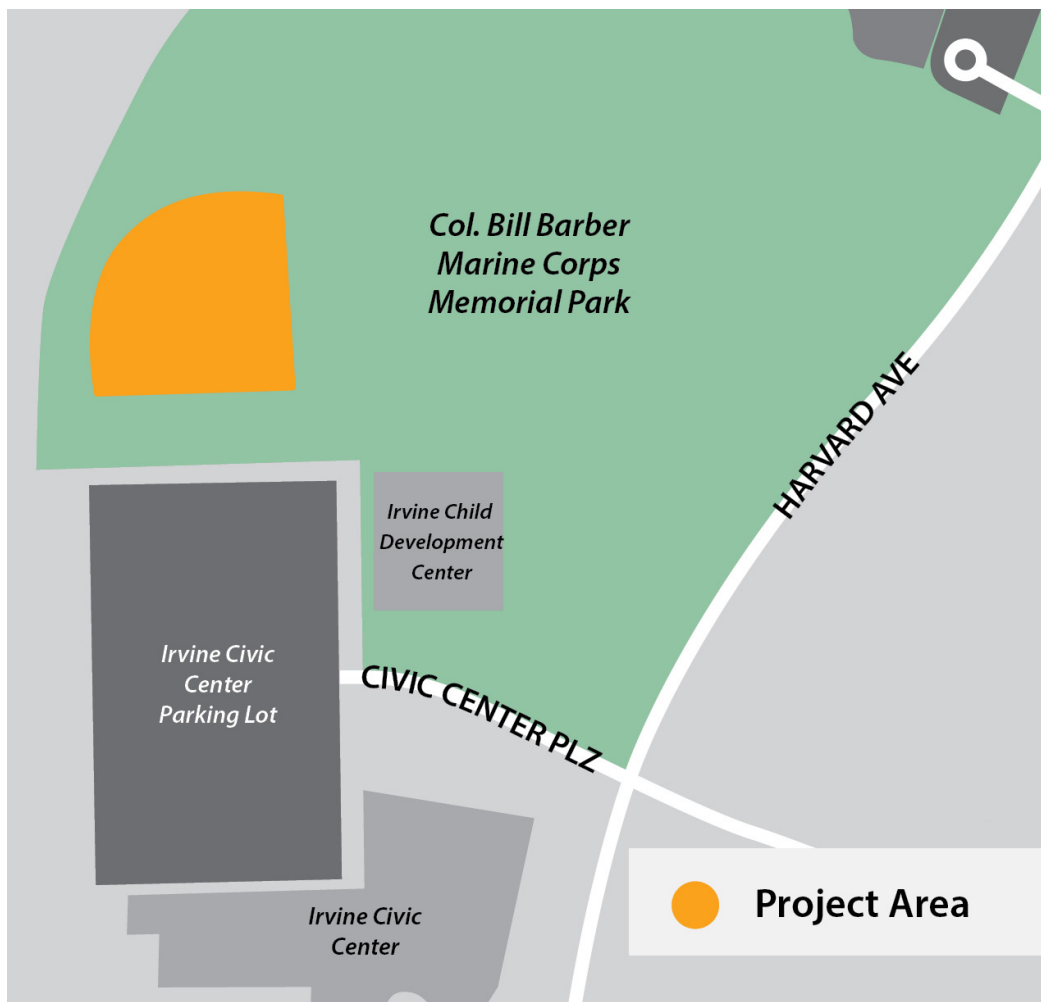 Col. Bill Barber
Marine Corps
Memorial Park
HARVARD AVE
Irvine Child
Development
Center
Irvine Civic
Center
Parking Lot
CIVIC CENTER PLZ
Irvine Civic
Center
Project Area